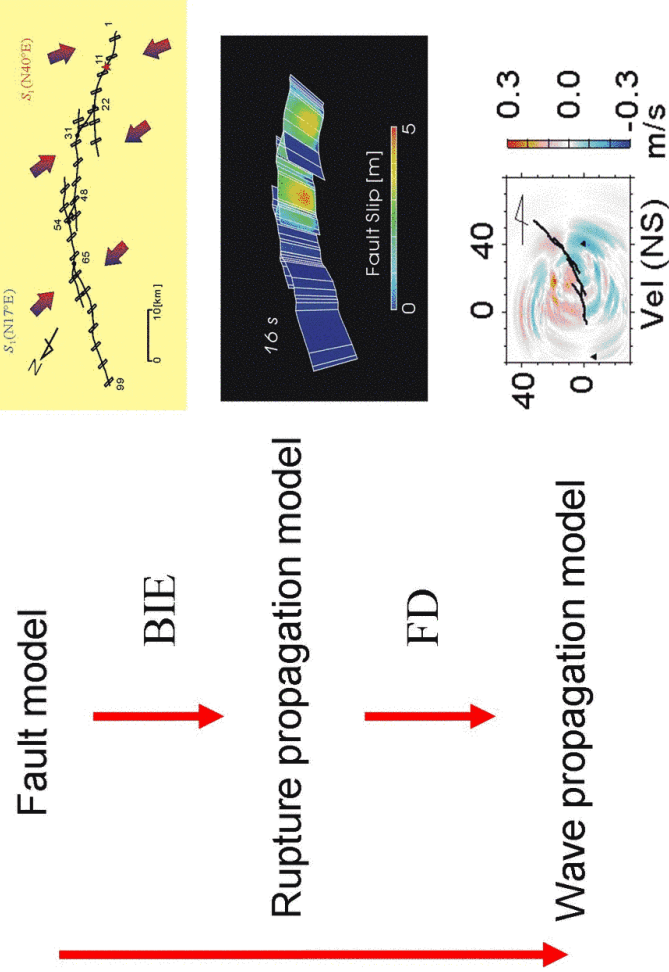 Fault model
BIE
Rupture propagation model
FD
Wave propagation model
S₁(N17°E)
S₁(N40°E)
N
99
65
54
48
31
22
11
1
0
10[km]
16 s
Fault Slip [m]
0
5
40
0
0
40
Vel (NS)
0.3
0.0
-0.3
m/s